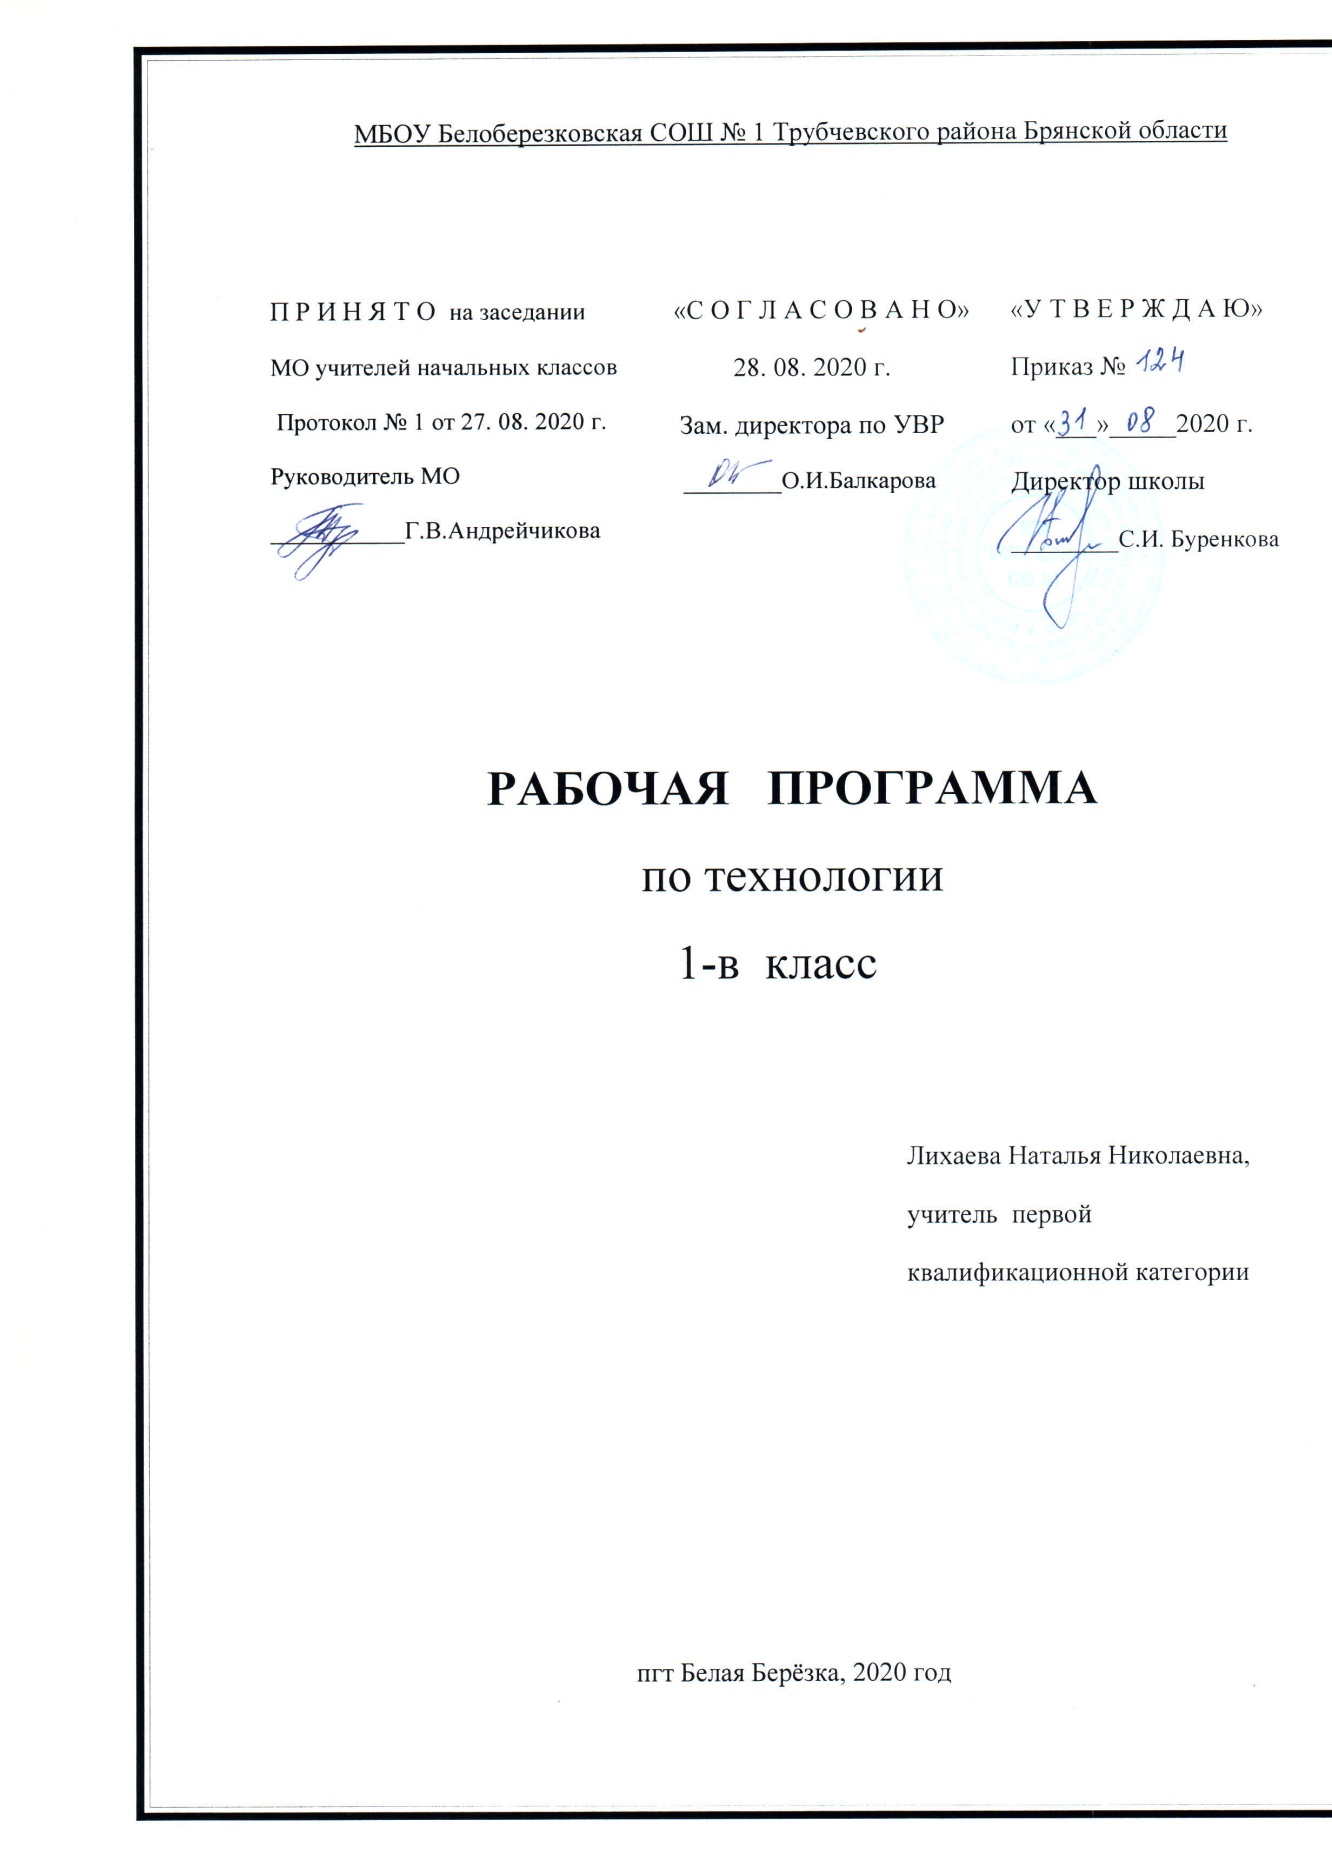 МБОУ Белоберезковская СОШ № 1 Трубчевского района Брянской области
П Р И Н Я Т О на заседании
МО учителей начальных классов
Протокол № 1 от 27. 08. 2020 г.
Руководитель МО
____________Г.В.Андрейчикова
«С О Г Л А С О В А Н О»
28. 08. 2020 г.
Зам. директора по УВР
________О.И.Балкарова
«У Т В Е Р Ж Д А Ю»
Приказ № 124
от «31» 08 2020 г.
Директор школы
_________С.И. Буренкова
РАБОЧАЯ ПРОГРАММА
по технологии
1-в класс
Лихаева Наталья Николаевна,
учитель первой
квалификационной категории
пгт Белая Берёзка, 2020 год